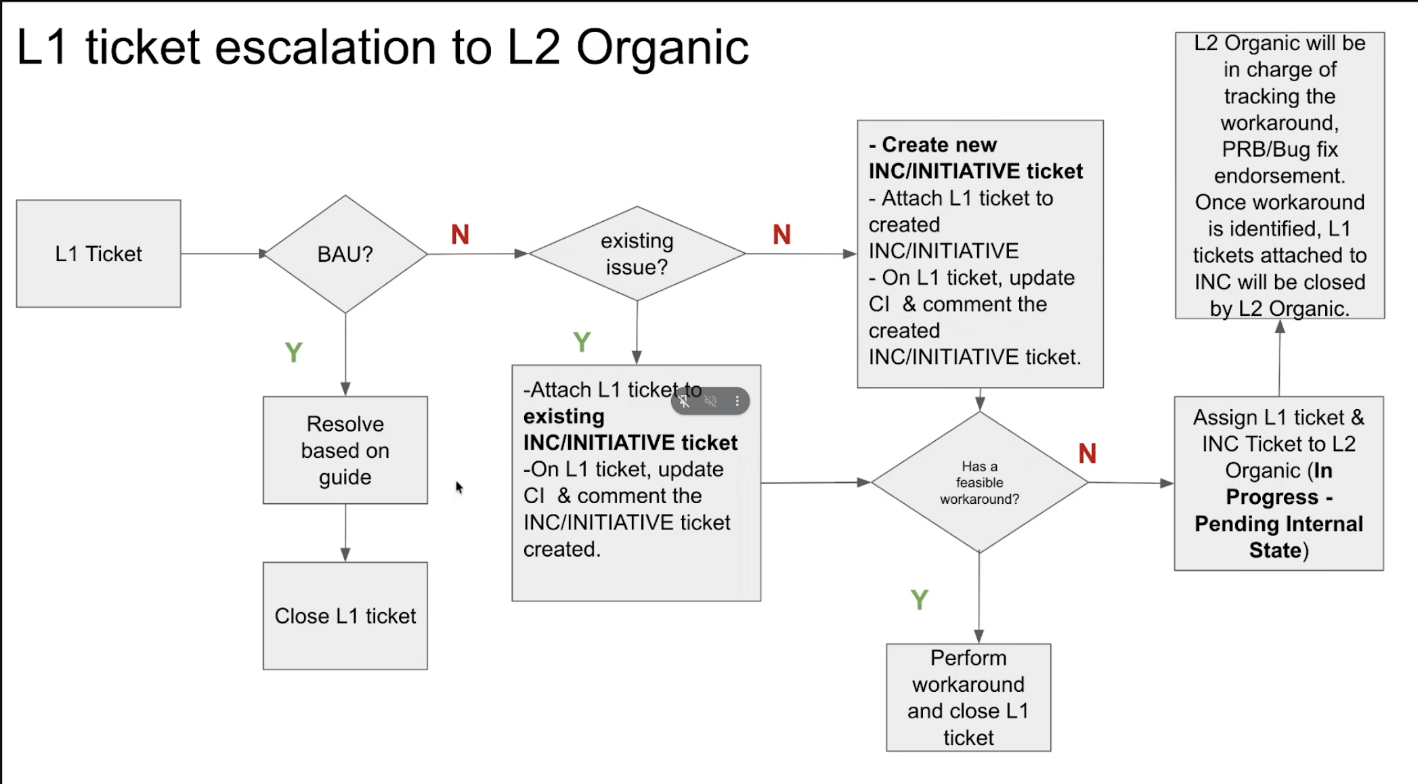 L1 ticket escalation to L2 Organic
L1 Ticket
BAU?
N
Y
Resolve
based on
guide
Close L1 ticket
existing
issue?
N
Y
-Attach L1 ticket to
existing
INC/INITIATIVE ticket
-On L1 ticket, update
CI & comment the
INC/INITIATIVE ticket
created.
- Create new
INC/INITIATIVE ticket
- Attach L1 ticket to
created
INC/INITIATIVE
- On L1 ticket, update
CI & comment the
created
INC/INITIATIVE ticket.
Has a
feasible
workaround?
N
Y
Perform
workaround
and close L1
ticket
Assign L1 ticket &
INC Ticket to L2
Organic (In
Progress -
Pending Internal
State)
L2 Organic will be
in charge of
tracking the
workaround,
PRB/Bug fix
endorsement.
Once workaround
is identified, L1
tickets attached to
INC will be closed
by L2 Organic.